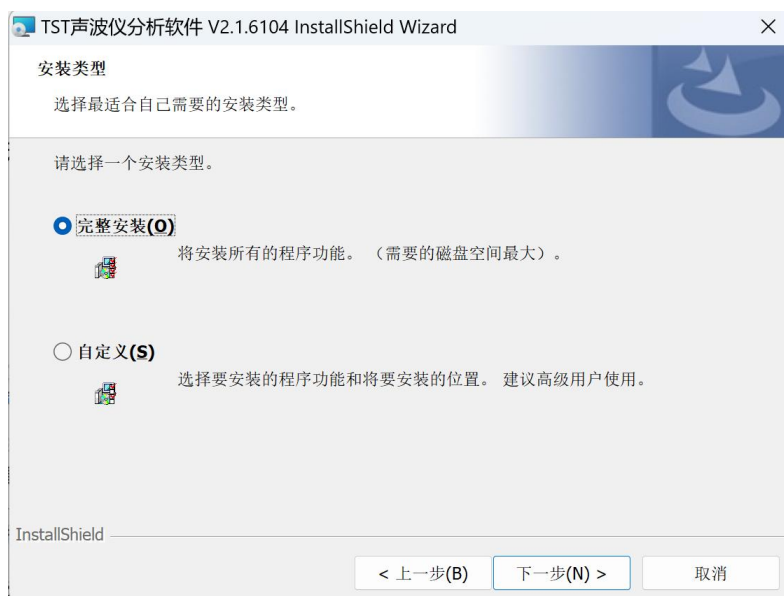 TST声波仪分析软件 V2.1.6104 InstallShield Wizard
安装类型
选择最适合自己需要的安装类型。
请选择一个安装类型。
完整安装(O)
将安装所有的程序功能。 （需要的磁盘空间最大）。
自定义(S)
选择要安装的程序功能和将要安装的位置。 建议高级用户使用。
InstallShield
< 上一步(B)
下一步(N) >
取消